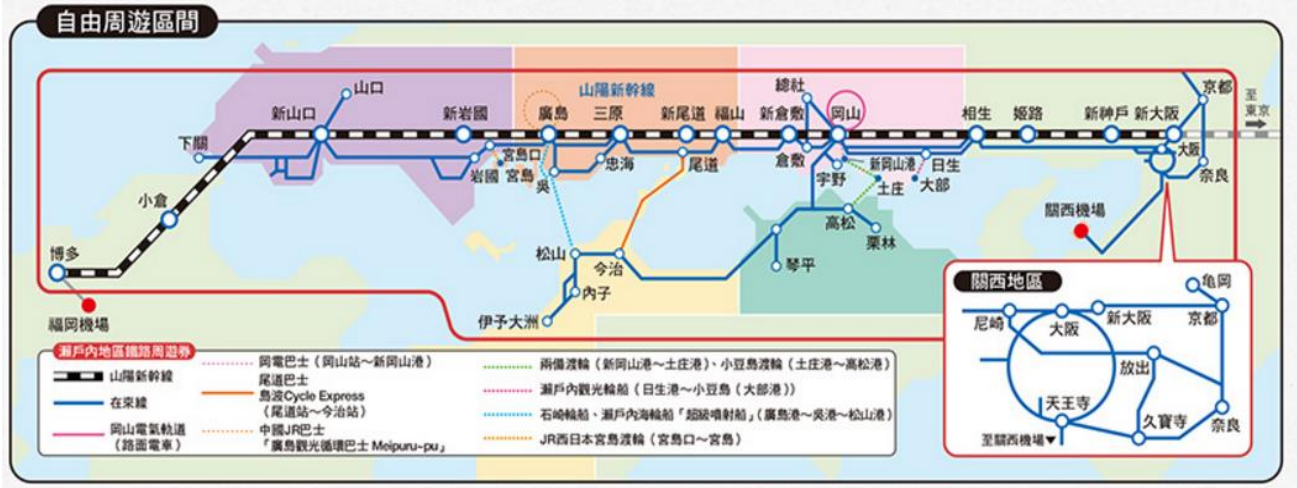 自由周遊區間
山陽新幹線
京都
至
東京
山口
總社
新山口
新岩國
廣島
三原
新尾道
福山
新倉敷
岡山
相生
姬路
新神戶
新大阪
下關
大阪
宮島口
岩國
宮島
吳
忠海
尾道
倉敷
宇野
新岡山港
土庄
日生
大部
奈良
小倉
高松
栗林
關西機場
博多
松山
今治
琴平
內子
伊予大洲
福岡機場
關西地區
亀岡
尼崎
大阪
新大阪
京都
放出
天王寺
久寶寺
奈良
至關西機場▼
瀨戶內地區鐵路周遊券
山陽新幹線
在來線
岡山電氣軌道
(路面電車)
岡電巴士(岡山站~新岡山港)
尾道巴士
島波Cycle Express
(尾道站~今治站)
中國JR巴士
「廣島觀光循環巴士 Meipuru~pu」
兩備渡輪(新岡山港~土庄港)、小豆島渡輪(土庄港~高松港)
瀨戶內觀光輪船(日生港~小豆島(大部港))
石崎輪船、瀨戶內海輪船「超級噴射船」(廣島港~吳港~松山港)
JR西日本宮島渡輪(宮島口~宮島)